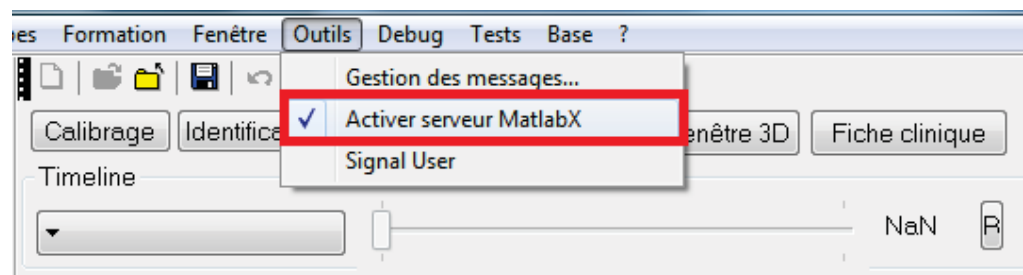 es Formation Fenêtre Outils Debug Tests Base ?
Gestion des messages...
Calibrage Identifica ✓ Activer serveur MatlabX enêtre 3D Fiche clinique
Signal User
Timeline
NaN R